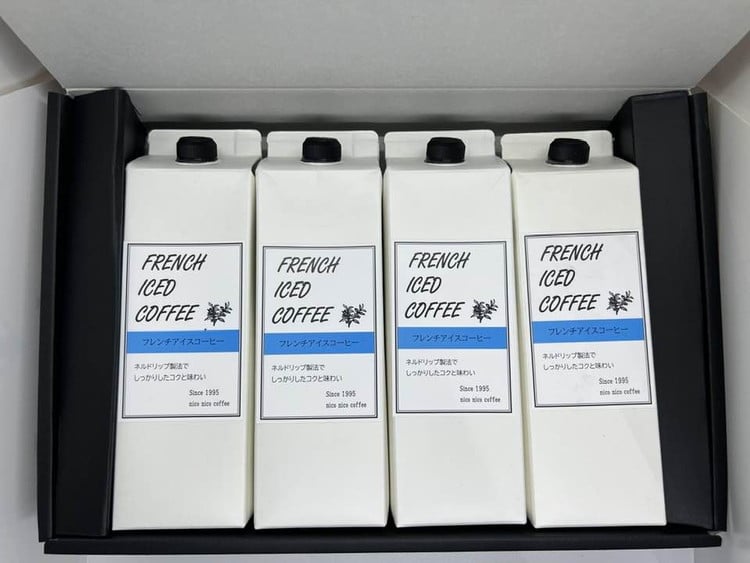 FRENCH
ICED
COFFEE
フレンチアイスコーヒー
ネルドリップ製法で
しっかりしたコクと味わい
Since 1995
nico nico coffee
FRENCH
ICED
COFFEE
フレンチアイスコーヒー
ネルドリップ製法で
しっかりしたコクと味わい
Since 1995
nico nico coffee
FRENCH
ICED
COFFEE
フレンチアイスコーヒー
ネルドリップ製法で
しっかりしたコクと味わい
Since 1995
nico nico coffee
FRENCH
ICED
COFFEE
フレンチアイスコーヒー
ネルドリップ製法で
しっかりしたコクと味わい
Since 1995
nico nico coffee